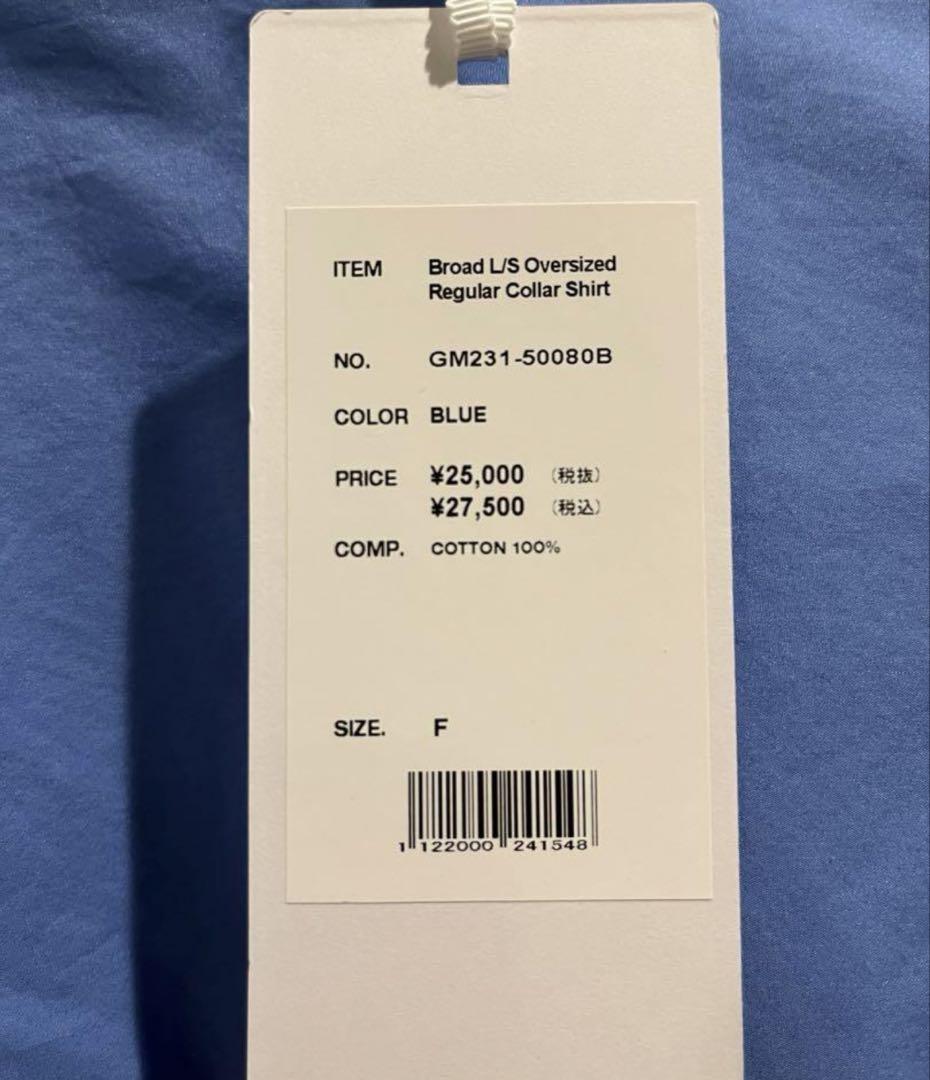 ITEM Broad L/S Oversized
Regular Collar Shirt
NO. GM231-50080B
COLOR BLUE
PRICE ¥25,000 (税抜)
¥27,500 (税込)
COMP. COTTON 100%
SIZE. F
1 122000 241548